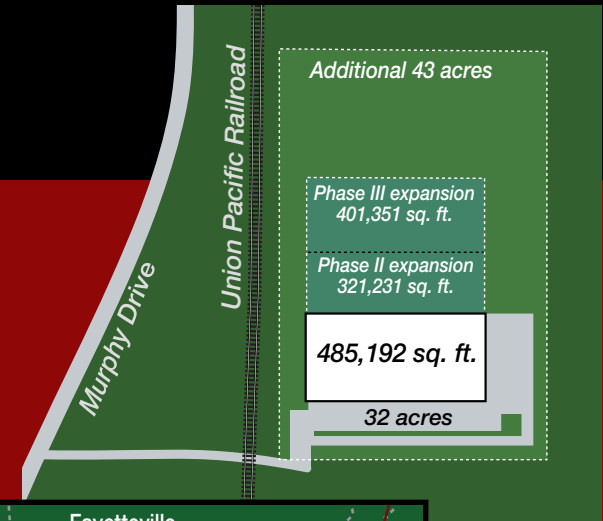 Additional 43 acres
Union Pacific Railroad
Phase III expansion
401,351 sq. ft.
Phase II expansion
321,231 sq. ft.
Murphy Drive
485,192 sq. ft.
32 acres
Fayetteville